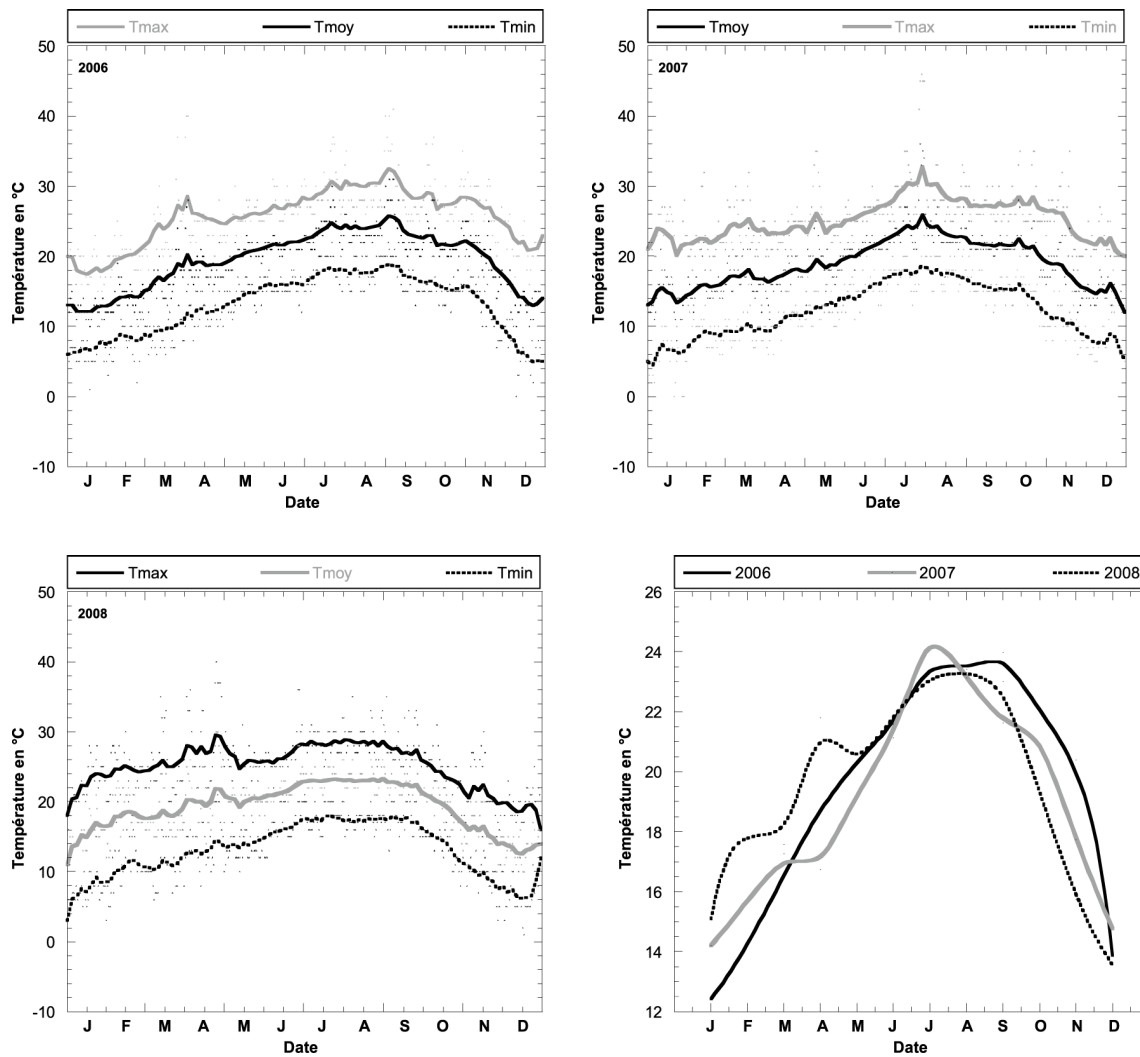 Tmax Tmoy Tmin
2006
50
40
30
20
10
0
-10
Température en °C
J F M A M J J A S O N D
Date
Tmoy Tmax Tmin
2007
50
40
30
20
10
0
-10
Température en °C
J F M A M J J A S O N D
Date
Tmax Tmoy Tmin
2008
50
40
30
20
10
0
-10
Température en °C
J F M A M J J A S O N D
Date
2006 2007 2008
26
24
22
20
18
16
14
12
Température en °C
J F M A M J J A S O N D
Date